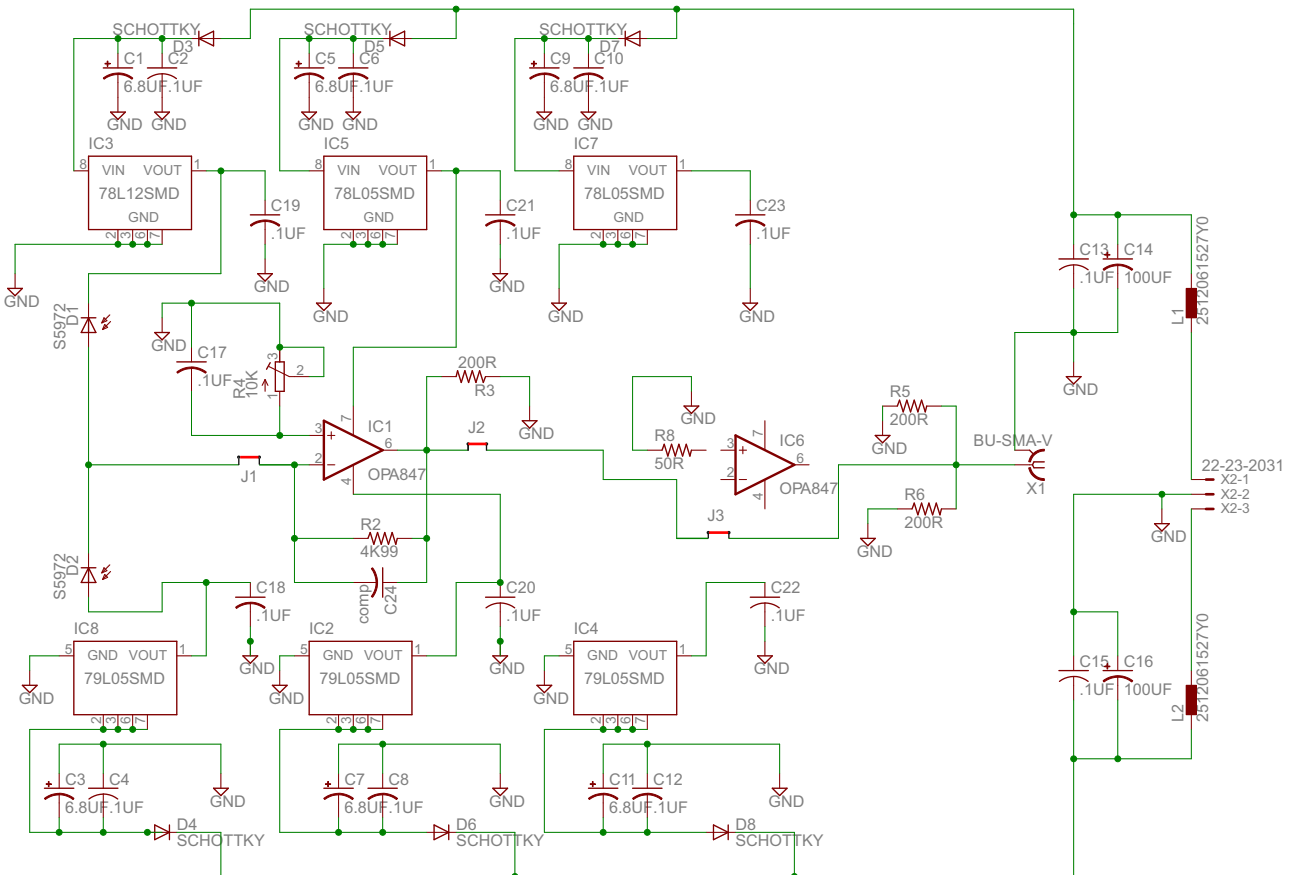 SCHOTTKY
D3
C1
C2
6.8UF
.1UF
GND
GND
SCHOTTKY
D5
C5
C6
6.8UF
.1UF
GND
GND
SCHOTTKY
D7
C9
C10
6.8UF
.1UF
GND
GND
IC3
8
VIN
VOUT
1
78L12SMD
GND
2
3
6
7
GND
C19
.1UF
GND
IC5
8
VIN
VOUT
1
78L05SMD
GND
2
3
6
7
GND
C21
.1UF
GND
IC7
8
VIN
VOUT
1
78L05SMD
GND
2
3
6
7
GND
C23
.1UF
GND
C13
.1UF
C14
100UF
L1
2512061527Y0
GND
S5972
D1
GND
C17
.1UF
R4
10K
3
2
1
200R
R3
GND
3
+
2
-
7
IC1
6
4
OPA847
J1
J2
GND
R8
50R
3
+
2
-
7
IC6
6
4
OPA847
J3
R5
200R
GND
R6
200R
GND
BU-SMA-V
X1
22-23-2031
X2-1
X2-2
X2-3
GND
R2
4K99
comp
C24
S5972
D2
C18
.1UF
GND
C20
.1UF
GND
C22
.1UF
GND
IC8
5
GND
VOUT
1
79L05SMD
2
3
6
7
GND
IC2
5
GND
VOUT
1
79L05SMD
2
3
6
7
GND
IC4
5
GND
VOUT
1
79L05SMD
2
3
6
7
GND
C15
.1UF
C16
100UF
L2
2512061527Y0
C3
C4
6.8UF
.1UF
GND
D4
SCHOTTKY
C7
C8
6.8UF
.1UF
GND
D6
SCHOTTKY
C11
C12
6.8UF
.1UF
GND
D8
SCHOTTKY